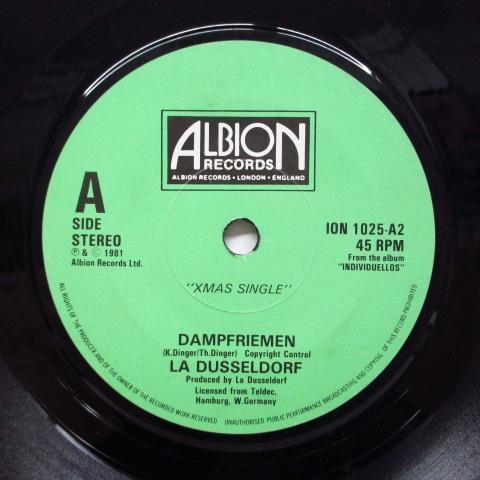 ALBION
RECORDS
ALBION RECORDS • LONDON • ENGLAND
A
SIDE
STEREO
Ⓟ & © 1981
Albion Records Ltd.
ION 1025-A2
45 RPM
From the album
"INDIVIDUELLOS"
"XMAS SINGLE"
DAMPFRIEMEN
(K.Dinger/Th.Dinger) Copyright Control
LA DUSSELDORF
Produced by La Dusseldorf
Licensed from Teldec,
Hamburg, W.Germany
ALL RIGHTS OF THE PRODUCER AND OF THE OWNER OF THE RECORDED WORK RESERVED
UNAUTHORISED PUBLIC PERFORMANCE BROADCASTING AND COPYING OF THIS RECORD PROHIBITED